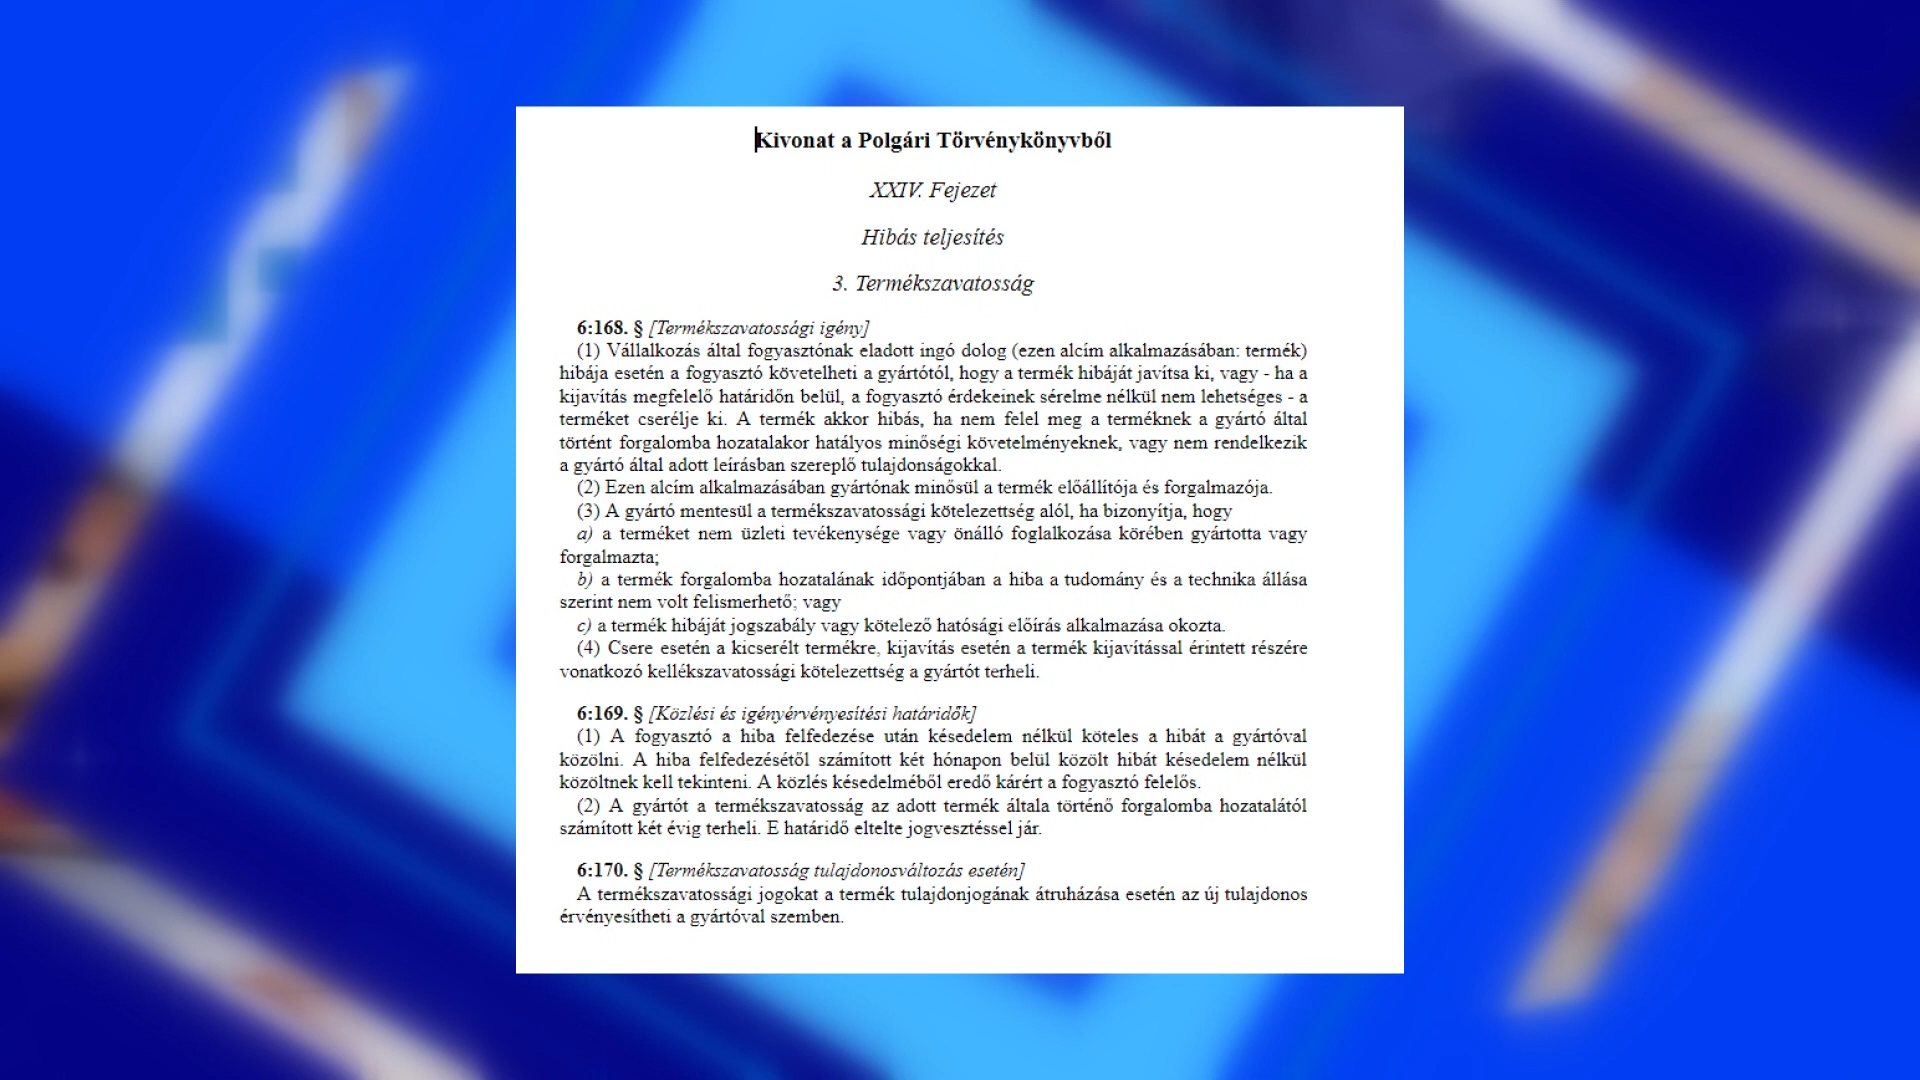 Kivonat a Polgári Törvénykönyvből
XXIV. Fejezet
Hibás teljesítés
3. Termékszavatosság
6:168. § [Termékszavatossági igény]
(1) Vállalkozás által fogyasztónak eladott ingó dolog (ezen alcím alkalmazásában: termék)
hibája esetén a fogyasztó követelheti a gyártótól, hogy a termék hibáját javítsa ki, vagy - ha a
kijavítás megfelelő határidőn belül, a fogyasztó érdekeinek sérelme nélkül nem lehetséges - a
terméket cserélje ki. A termék akkor hibás, ha nem felel meg a terméknek a gyártó által
történt forgalomba hozatalakor hatályos minőségi követelményeknek, vagy nem rendelkezik
a gyártó által adott leírásban szereplő tulajdonságokkal.
(2) Ezen alcím alkalmazásában gyártónak minősül a termék előállítója és forgalmazója.
(3) A gyártó mentesül a termékszavatossági kötelezettség alól, ha bizonyítja, hogy
a) a terméket nem üzleti tevékenysége vagy önálló foglalkozása körében gyártotta vagy
forgalmazta;
b) a termék forgalomba hozatalának időpontjában a hiba a tudomány és a technika állása
szerint nem volt felismerhető; vagy
c) a termék hibáját jogszabály vagy kötelező hatósági előírás alkalmazása okozta.
(4) Csere esetén a kicserélt termékre, kijavítás esetén a termék kijavítással érintett részére
vonatkozó kellékszavatossági kötelezettség a gyártót terheli.
6:169. § [Közlési és igényérvényesítési határidők]
(1) A fogyasztó a hiba felfedezése után késedelem nélkül köteles a hibát a gyártóval
közölni. A hiba felfedezésétől számított két hónapon belül közölt hibát késedelem nélkül
közöltnek kell tekinteni. A közlés késedelméből eredő kárért a fogyasztó felelős.
(2) A gyártót a termékszavatosság az adott termék általa történő forgalomba hozatalától
számított két évig terheli. E határidő eltelte jogvesztéssel jár.
6:170. § [Termékszavatosság tulajdonosváltozás esetén]
A termékszavatossági jogokat a termék tulajdonjogának átruházása esetén az új tulajdonos
érvényesítheti a gyártóval szemben.